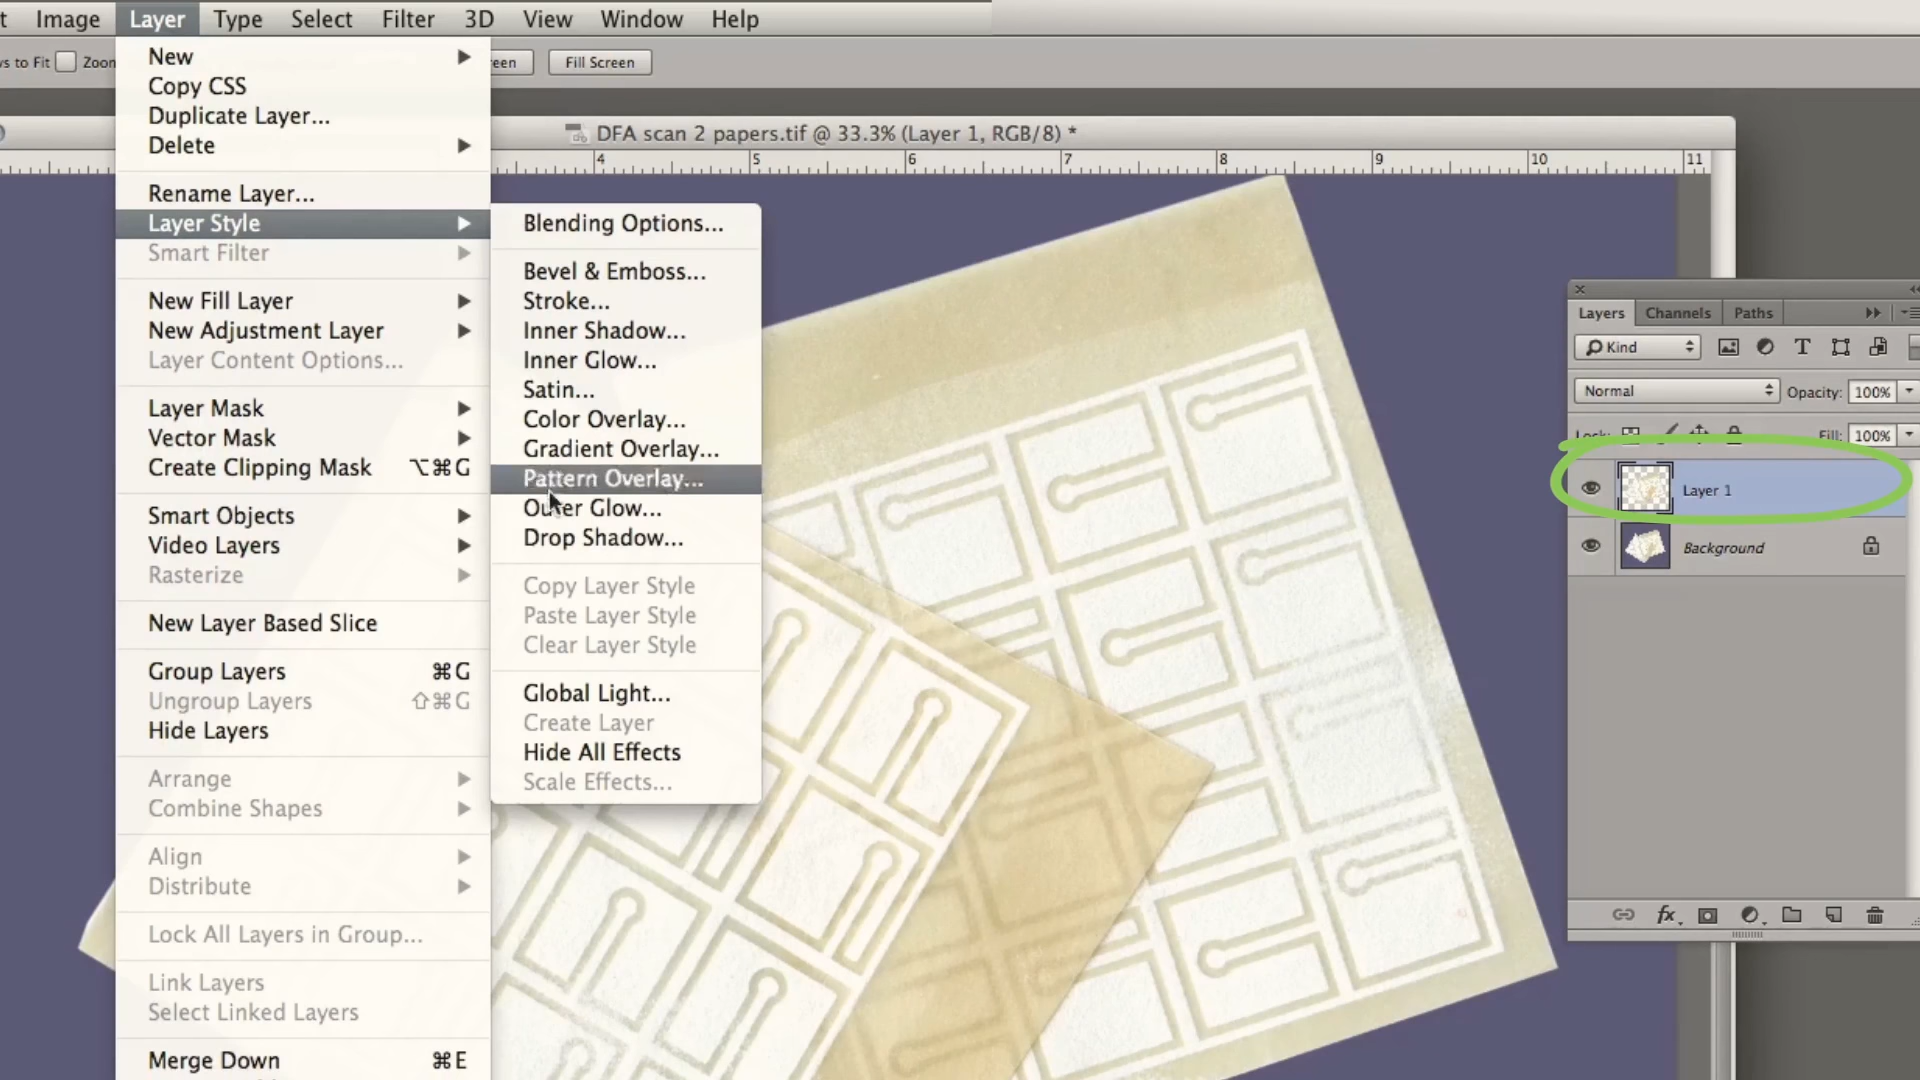 Image Layer Type Select Filter 3D View Window Help
to Fit Zoom Fill Screen
DFA scan 2 papers.tif @ 33.3% (Layer 1, RGB/8) *
4 5 6 7 8 9 10 11
New
Copy CSS
Duplicate Layer...
Delete
Rename Layer...
Layer Style
Smart Filter
New Fill Layer
New Adjustment Layer
Layer Content Options...
Layer Mask
Vector Mask
Create Clipping Mask ⌥⌘G
Smart Objects
Video Layers
Rasterize
New Layer Based Slice
Group Layers ⌘G
Ungroup Layers ⇧⌘G
Hide Layers
Arrange
Combine Shapes
Align
Distribute
Lock All Layers in Group...
Link Layers
Select Linked Layers
Merge Down ⌘E
Blending Options...
Bevel & Emboss...
Stroke...
Inner Shadow...
Inner Glow...
Satin...
Color Overlay...
Gradient Overlay...
Pattern Overlay...
Outer Glow...
Drop Shadow...
Copy Layer Style
Paste Layer Style
Clear Layer Style
Global Light...
Create Layer
Hide All Effects
Scale Effects...
Layers Channels Paths
Kind
Normal Opacity: 100%
Lock: Fill: 100%
Layer 1
Background
fx